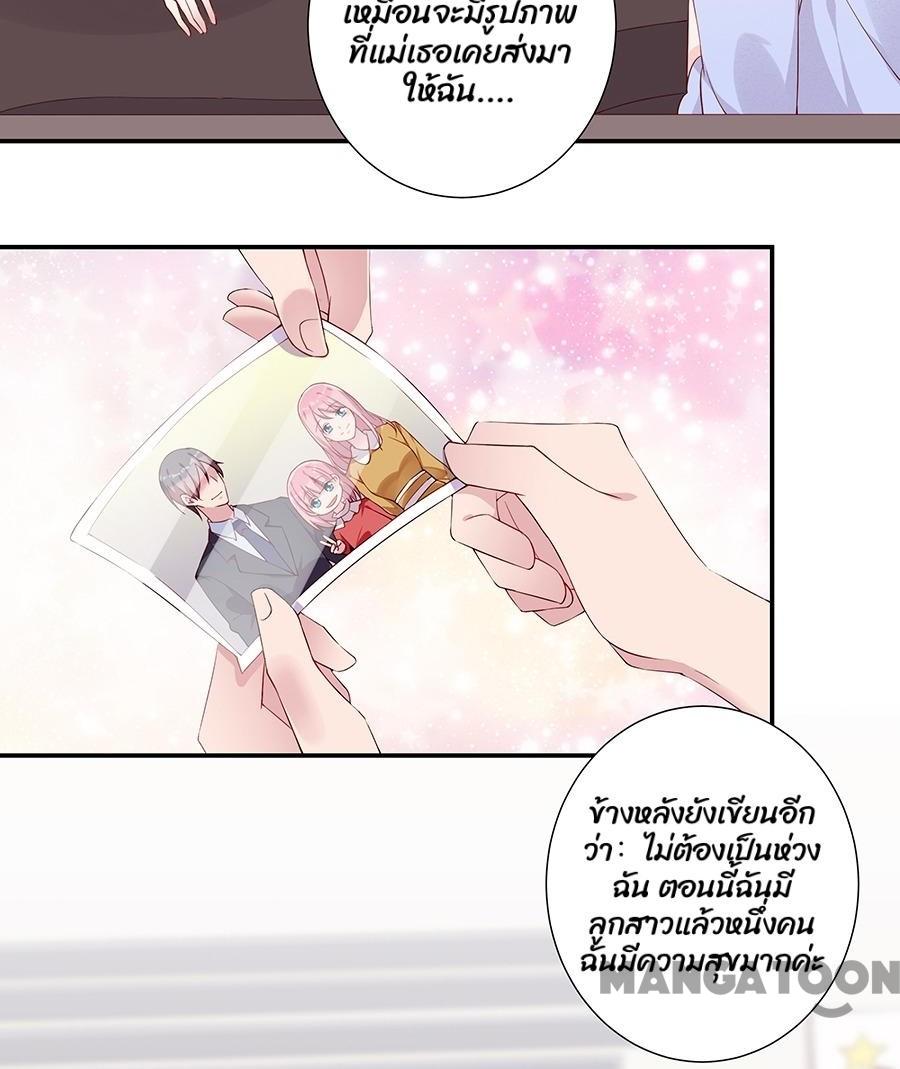 เหมือนจะมีรูปภาพ
ที่แม่เธอเคยส่งมา
ให้ฉัน....
ข้างหลังยังเขียนอีก
ว่า: ไม่ต้องเป็นห่วง
ฉัน ตอนนี้ฉันมี
ลูกสาวแล้วหนึ่งคน
ฉันมีความสุขมากค่ะ
MANGATOON